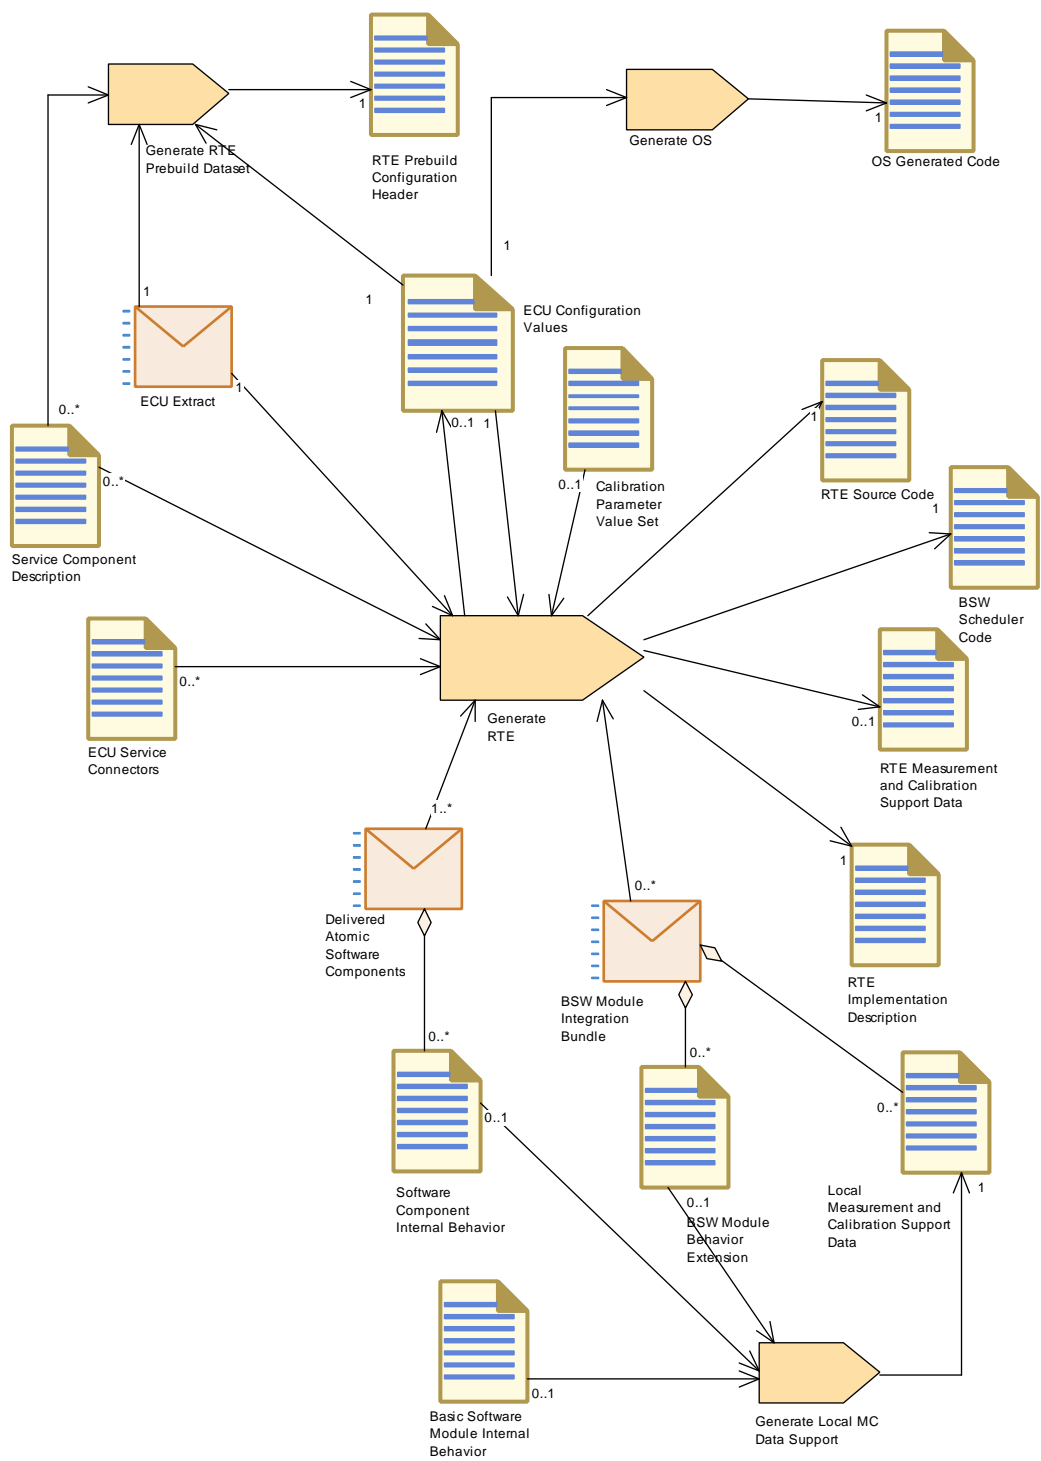 Generate RTE
Prebuild Dataset
1
RTE Prebuild
Configuration
Header
Generate OS
1
OS Generated Code
1
ECU Extract
1
1
1
ECU Configuration
Values
0..1
1
0..1
Calibration
Parameter
Value Set
1
RTE Source Code
0..*
0..*
Service Component
Description
1
BSW
Scheduler
Code
0..*
ECU Service
Connectors
Generate
RTE
0..1
RTE Measurement
and Calibration
Support Data
1..*
Delivered
Atomic
Software
Components
0..*
BSW Module
Integration
Bundle
1
RTE
Implementation
Description
0..*
0..1
Software
Component
Internal Behavior
0..*
0..1
BSW Module
Behavior
Extension
0..*
1
Local
Measurement and
Calibration Support
Data
0..1
Basic Software
Module Internal
Behavior
Generate Local MC
Data Support